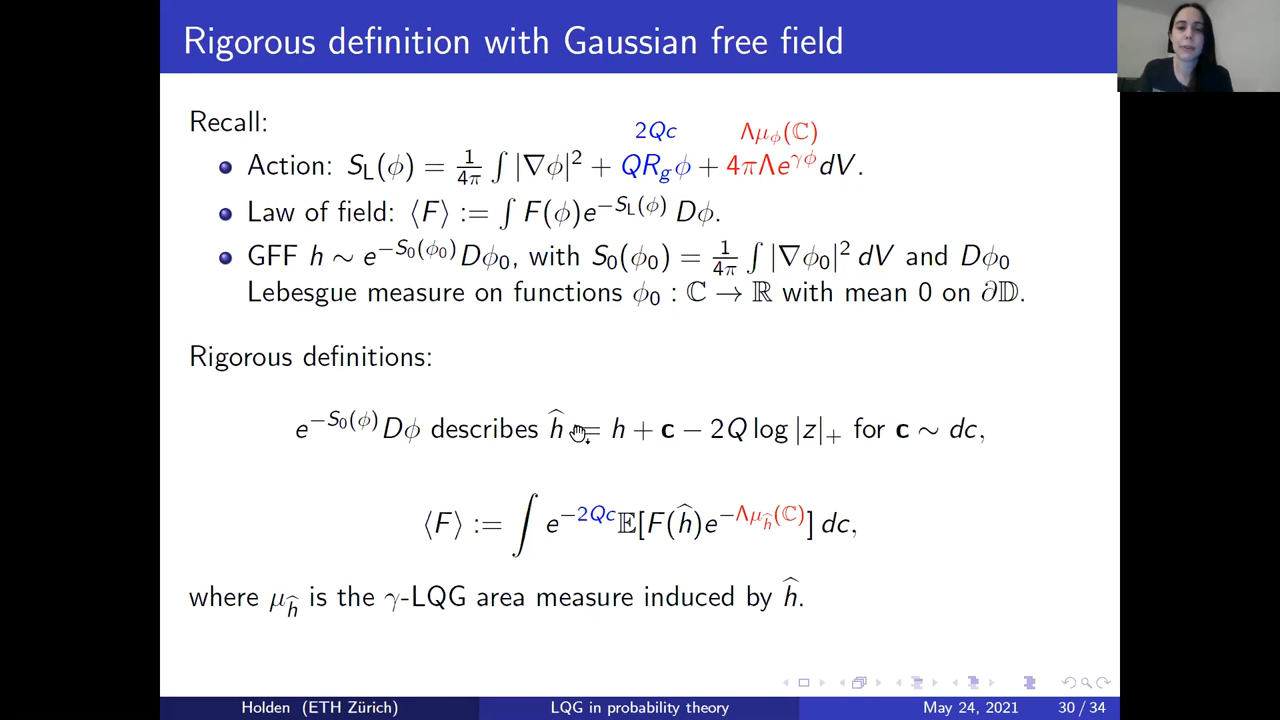 Rigorous definition with Gaussian free field
Recall:
2Qc Λμ_ϕ(ℂ)
Action: S_L(ϕ) = 1/4π ∫ |∇ϕ|² + QR_gϕ + 4πΛe^{γϕ} dV.
Law of field: ⟨F⟩ := ∫ F(ϕ)e^{−S_L(ϕ)} Dϕ.
GFF h ∼ e^{−S_0(ϕ_0)}Dϕ_0, with S_0(ϕ_0) = 1/4π ∫ |∇ϕ_0|² dV and Dϕ_0
Lebesgue measure on functions ϕ_0 : ℂ → ℝ with mean 0 on ∂𝔻.
Rigorous definitions:
e^{−S_0(ϕ)}Dϕ describes ĥ = h + c − 2Q log |z|_+ for c ∼ dc,
⟨F⟩ := ∫ e^{−2Qc}𝔼[F(ĥ)e^{−Λμ_ĥ(ℂ)}] dc,
where μ_ĥ is the γ-LQG area measure induced by ĥ.
Holden (ETH Zürich) LQG in probability theory May 24, 2021 30 / 34